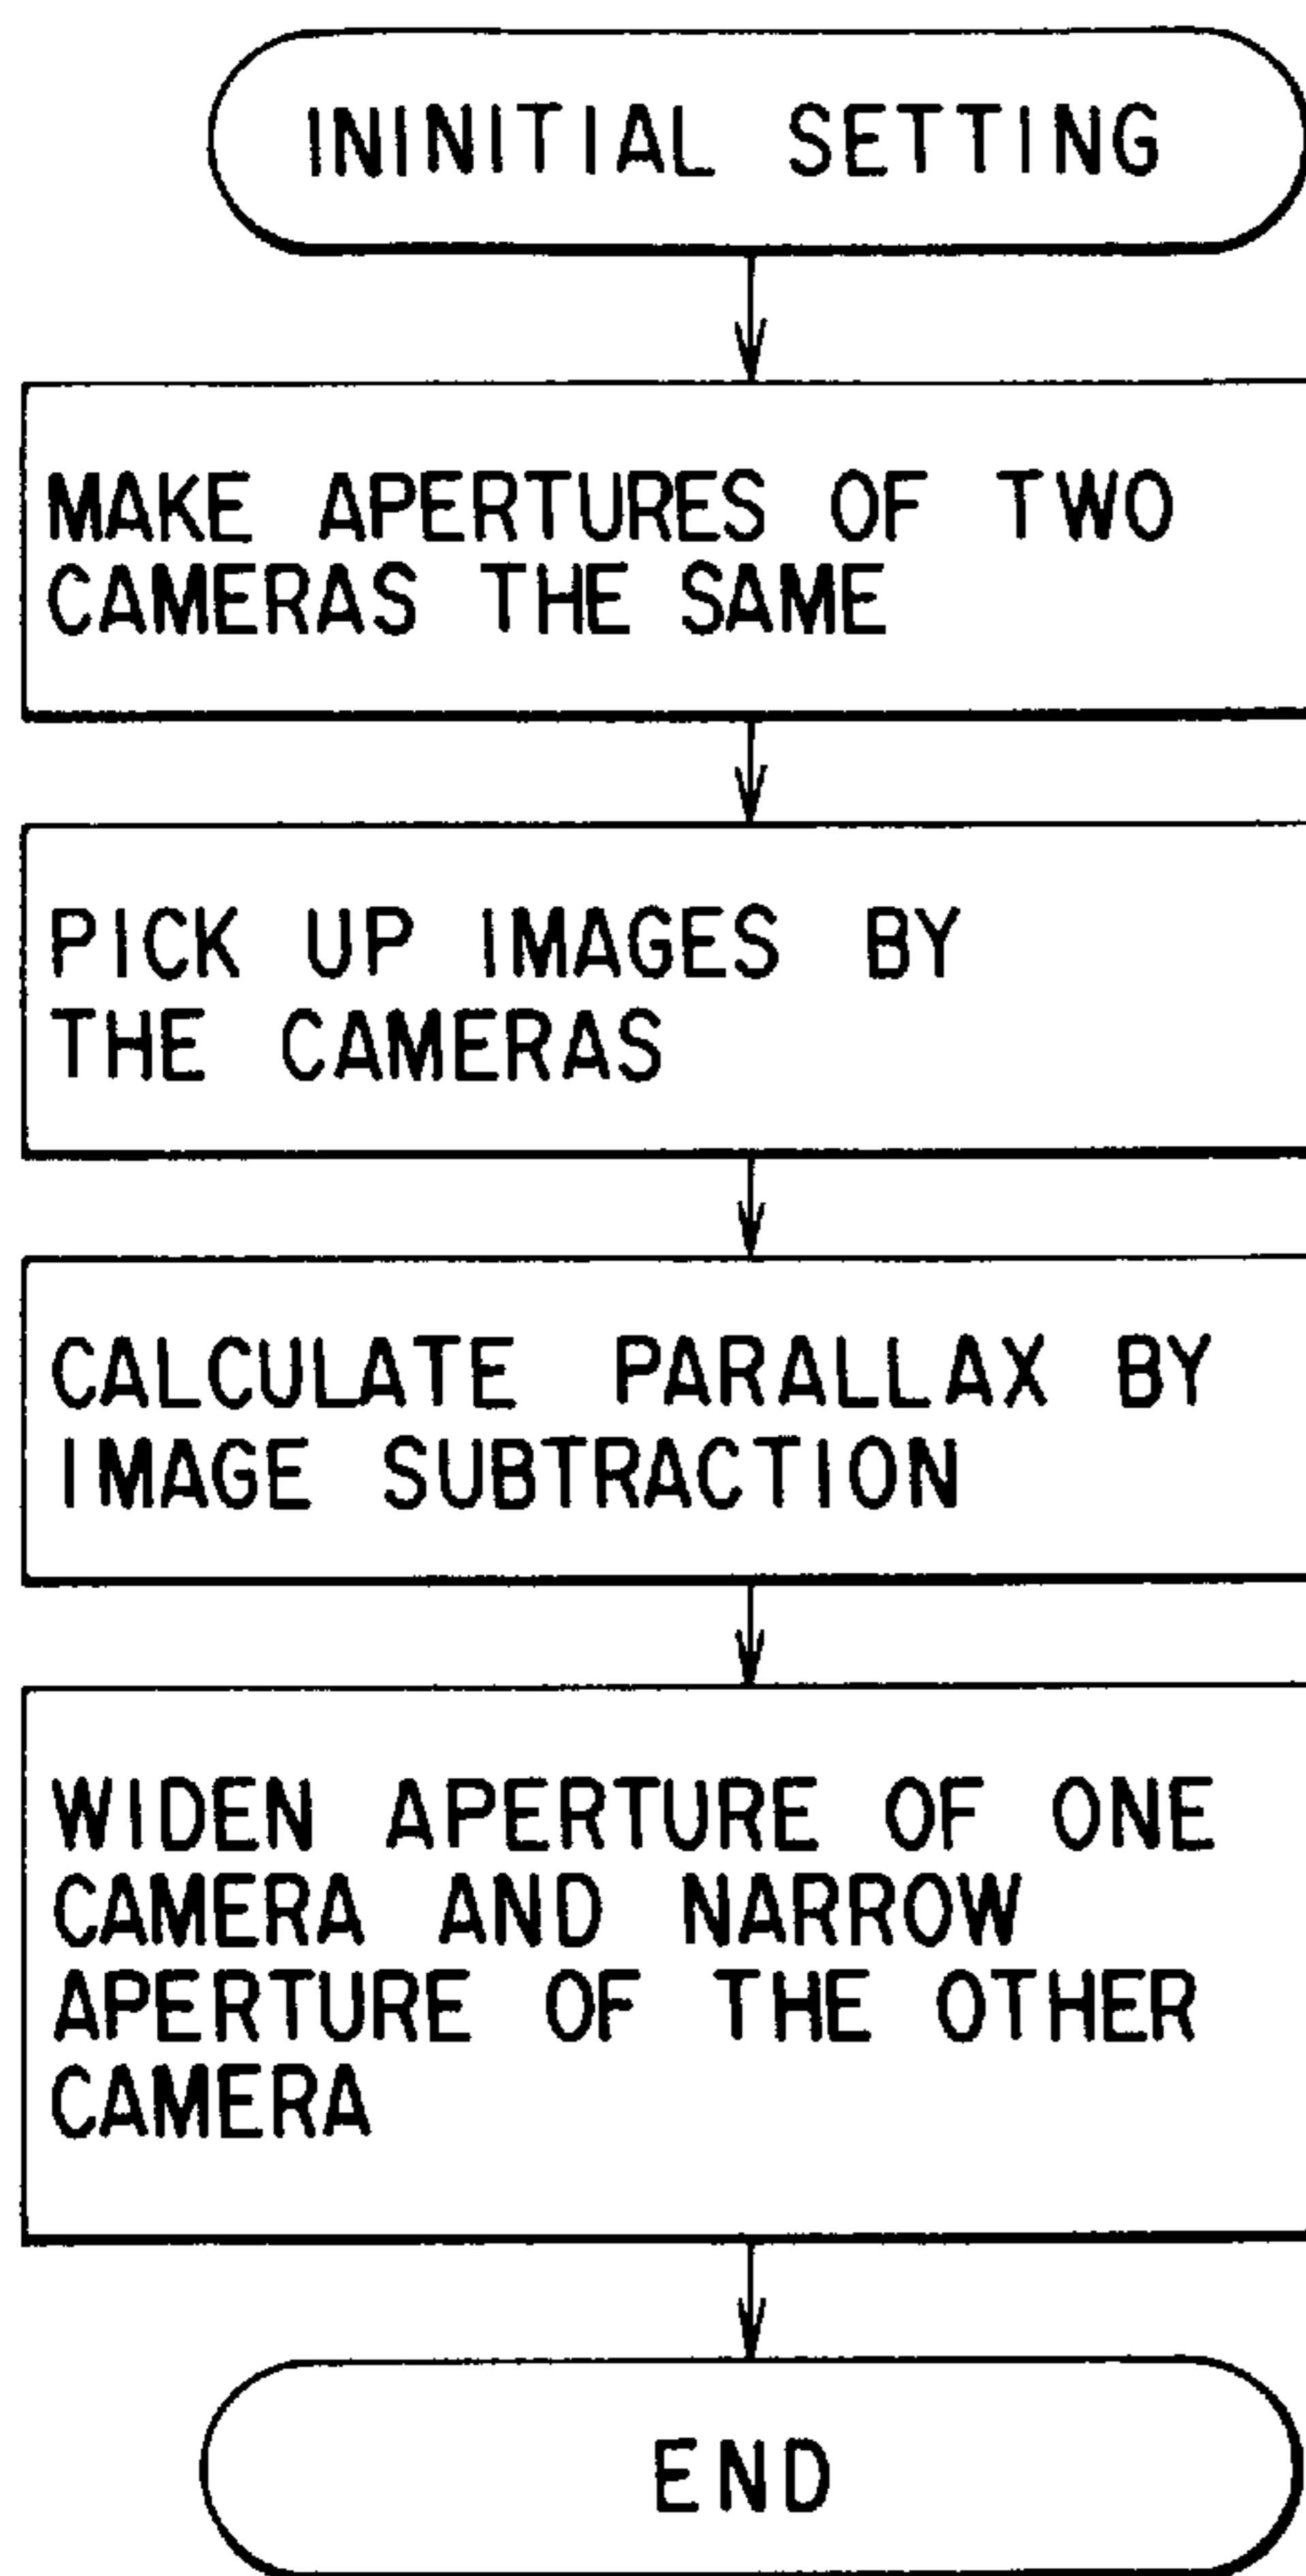 ININITIAL SETTING
MAKE APERTURES OF TWO
CAMERAS THE SAME
PICK UP IMAGES BY
THE CAMERAS
CALCULATE PARALLAX BY
IMAGE SUBTRACTION
WIDEN APERTURE OF ONE
CAMERA AND NARROW
APERTURE OF THE OTHER
CAMERA
END